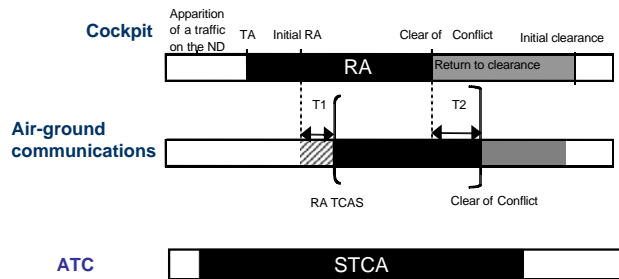 Apparition
of a traffic
on the ND
Cockpit
TA
Initial RA
Clear of Conflict
Initial clearance
RA
Return to clearance
T1
T2
Air-ground
communications
RA TCAS
Clear of Conflict
ATC
STCA